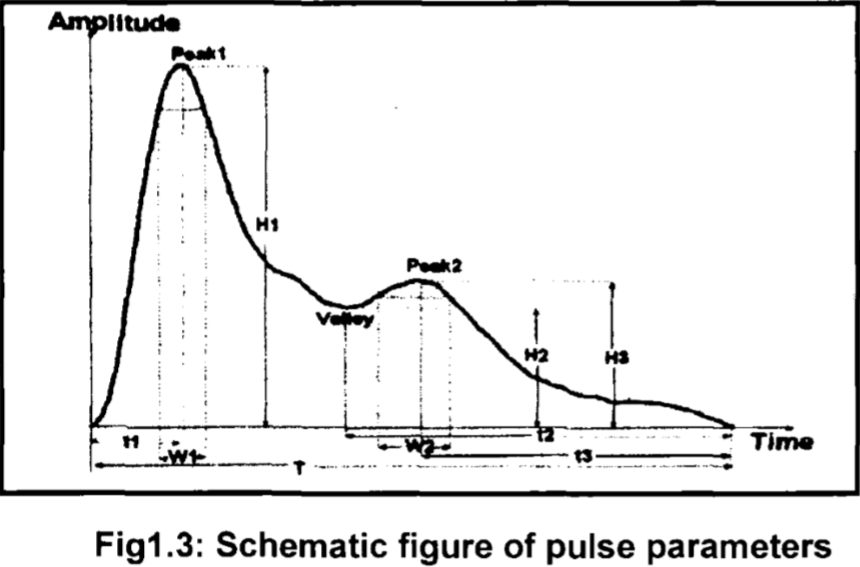 Amplitude
Peak1
H1
Peak2
Valley
H2
H3
t1
t2
Time
W1
W2
t3
T
Fig1.3: Schematic figure of pulse parameters